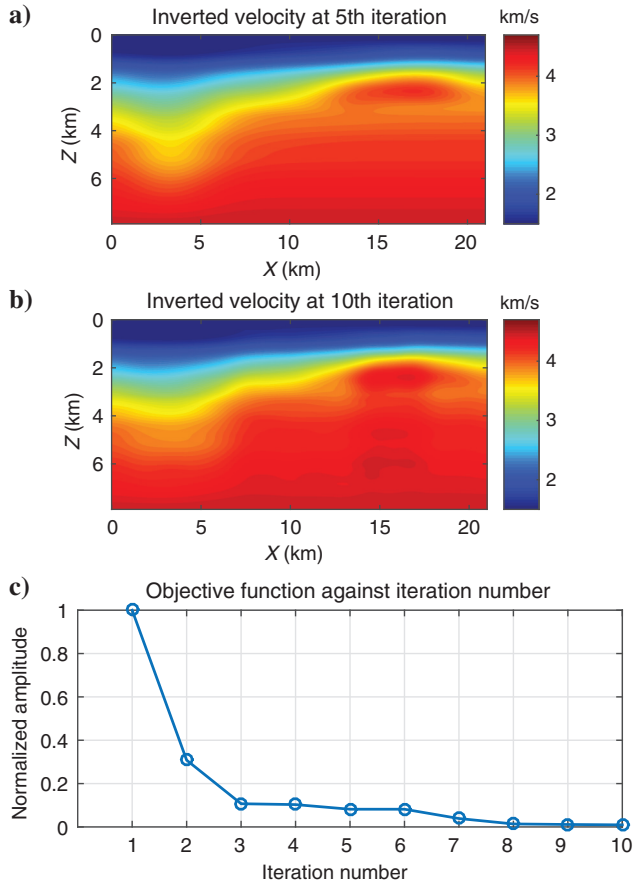 a)
Inverted velocity at 5th iteration
km/s
0
2
4
6
Z (km)
0
5
10
15
20
X (km)
4
3
2
b)
Inverted velocity at 10th iteration
km/s
0
2
4
6
Z (km)
0
5
10
15
20
X (km)
4
3
2
c)
Objective function against iteration number
1
0.8
0.6
0.4
0.2
0
Normalized amplitude
1
2
3
4
5
6
7
8
9
10
Iteration number